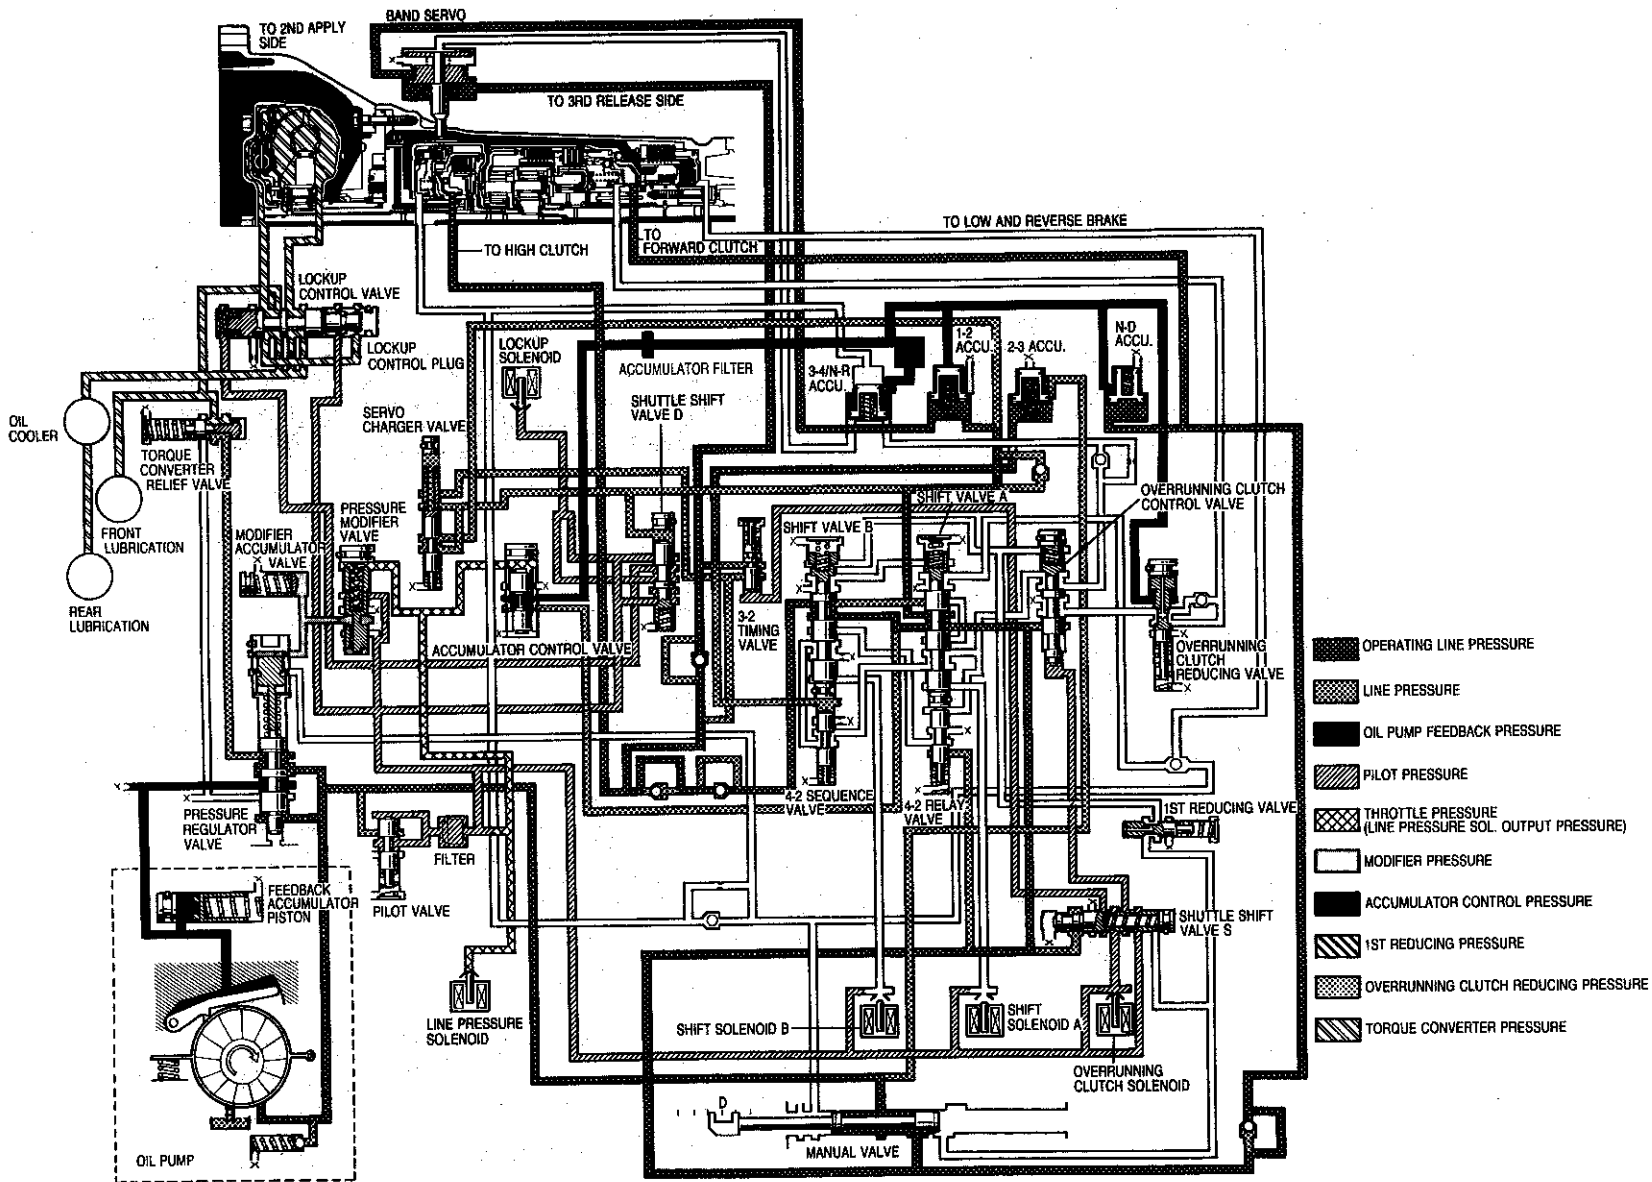 BAND SERVO
TO 2ND APPLY
SIDE
TO 3RD RELEASE SIDE
TO LOW AND REVERSE BRAKE
TO
FORWARD CLUTCH
TO HIGH CLUTCH
LOCKUP
CONTROL VALVE
LOCKUP
CONTROL PLUG
LOCKUP
SOLENOID
ACCUMULATOR FILTER
3-4/N-R
ACCU.
1-2
ACCU.
2-3 ACCU.
N-D
ACCU.
SHUTTLE SHIFT
VALVE D
SERVO
CHARGER VALVE
OIL
COOLER
TORQUE
CONVERTER
RELIEF VALVE
FRONT
LUBRICATION
REAR
LUBRICATION
PRESSURE
MODIFIER
VALVE
MODIFIER
ACCUMULATOR
VALVE
SHIFT VALVE A
SHIFT VALVE B
OVERRUNNING CLUTCH
CONTROL VALVE
3-2
TIMING
VALVE
ACCUMULATOR CONTROL VALVE
OVERRUNNING
CLUTCH
REDUCING VALVE
OPERATING LINE PRESSURE
LINE PRESSURE
OIL PUMP FEEDBACK PRESSURE
PILOT PRESSURE
THROTTLE PRESSURE
(LINE PRESSURE SOL. OUTPUT PRESSURE)
MODIFIER PRESSURE
ACCUMULATOR CONTROL PRESSURE
1ST REDUCING PRESSURE
OVERRUNNING CLUTCH REDUCING PRESSURE
TORQUE CONVERTER PRESSURE
PRESSURE
REGULATOR
VALVE
4-2 SEQUENCE
VALVE
4-2 RELAY
VALVE
1ST REDUCING VALVE
FILTER
PILOT VALVE
FEEDBACK
ACCUMULATOR
PISTON
SHUTTLE SHIFT
VALVE S
LINE PRESSURE
SOLENOID
SHIFT SOLENOID B
SHIFT
SOLENOID A
OVERRUNNING
CLUTCH SOLENOID
D
MANUAL VALVE
OIL PUMP